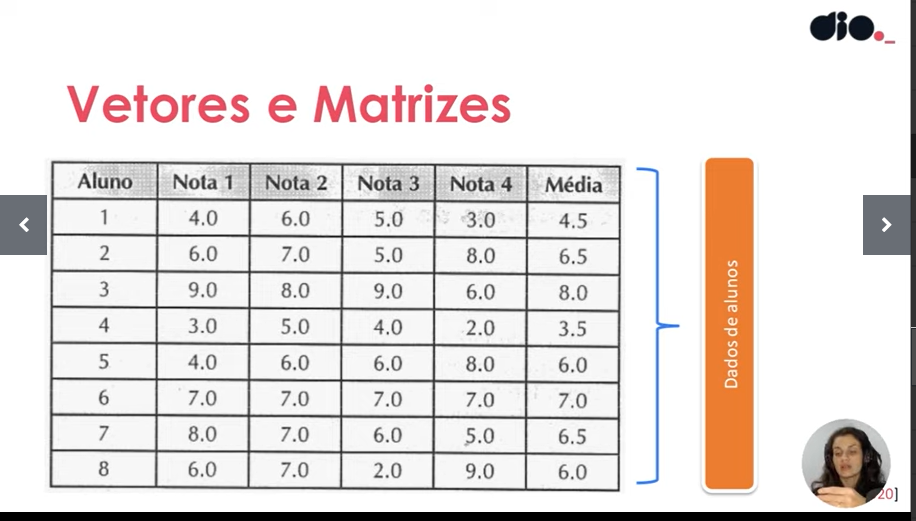 dio._
Vetores e Matrizes
Aluno Nota 1 Nota 2 Nota 3 Nota 4 Média
1 4.0 6.0 5.0 3.0 4.5
2 6.0 7.0 5.0 8.0 6.5
3 9.0 8.0 9.0 6.0 8.0
4 3.0 5.0 4.0 2.0 3.5
5 4.0 6.0 6.0 8.0 6.0
6 7.0 7.0 7.0 7.0 7.0
7 8.0 7.0 6.0 5.0 6.5
8 6.0 7.0 2.0 9.0 6.0
Dados de alunos
20]